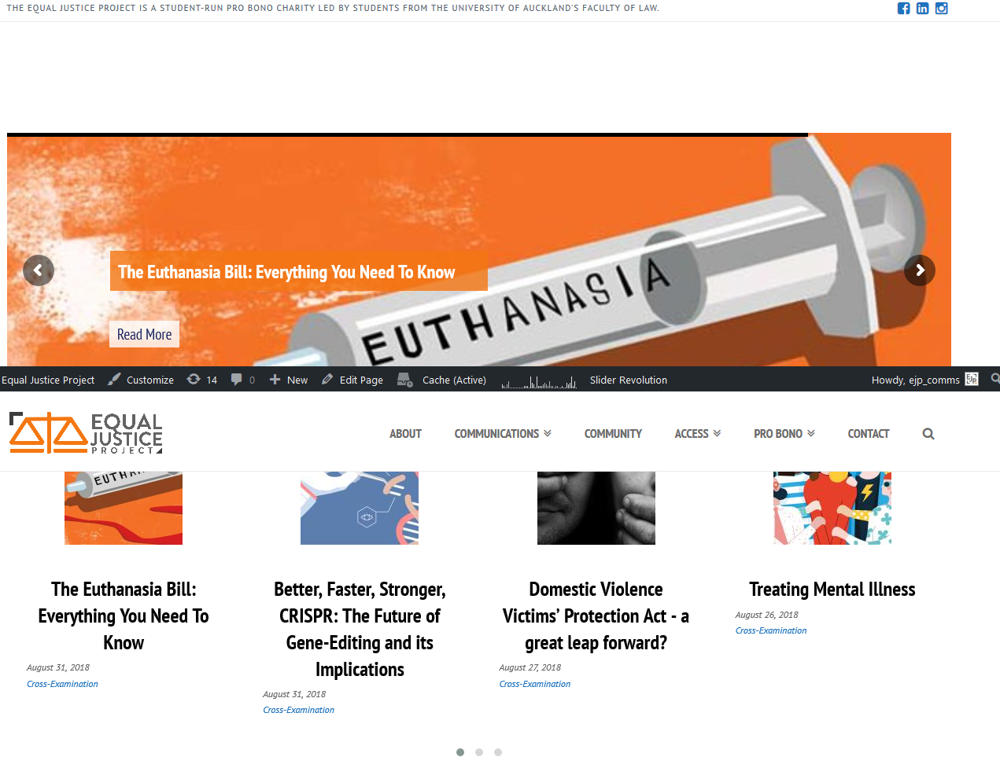 THE EQUAL JUSTICE PROJECT IS A STUDENT-RUN PRO BONO CHARITY LED BY STUDENTS FROM THE UNIVERSITY OF AUCKLAND'S FACULTY OF LAW.
The Euthanasia Bill: Everything You Need To Know
EUTHANASIA
Read More
Equal Justice Project Customize 14 0 New Edit Page Cache (Active) Slider Revolution Howdy, ejp_comms EJP
EQUAL
JUSTICE
PROJECT
ABOUT COMMUNICATIONS COMMUNITY ACCESS PRO BONO CONTACT
The Euthanasia Bill:
Everything You Need To
Know
August 31, 2018
Cross-Examination
Better, Faster, Stronger,
CRISPR: The Future of
Gene-Editing and its
Implications
August 31, 2018
Cross-Examination
Domestic Violence
Victims' Protection Act - a
great leap forward?
August 27, 2018
Cross-Examination
Treating Mental Illness
August 26, 2018
Cross-Examination